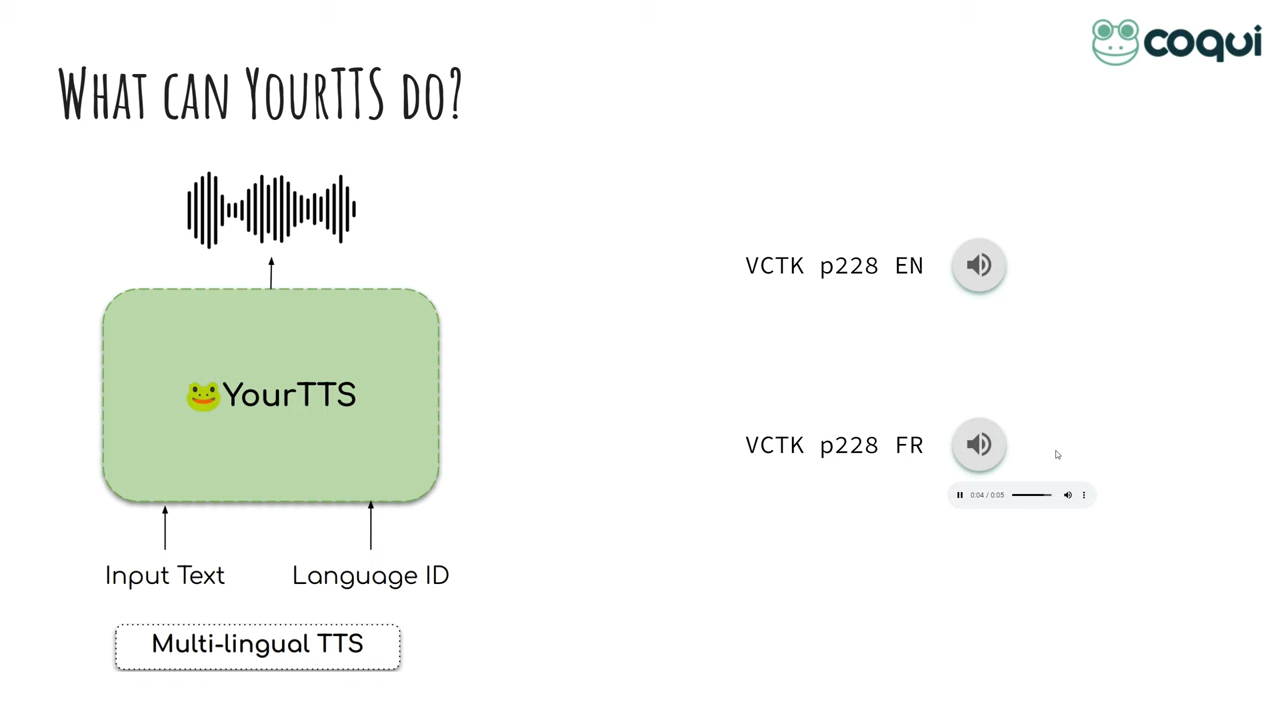 coqui
What can YourTTS do?
VCTK p228 EN
YourTTS
VCTK p228 FR
0:04 / 0:05
Input Text
Language ID
Multi-lingual TTS